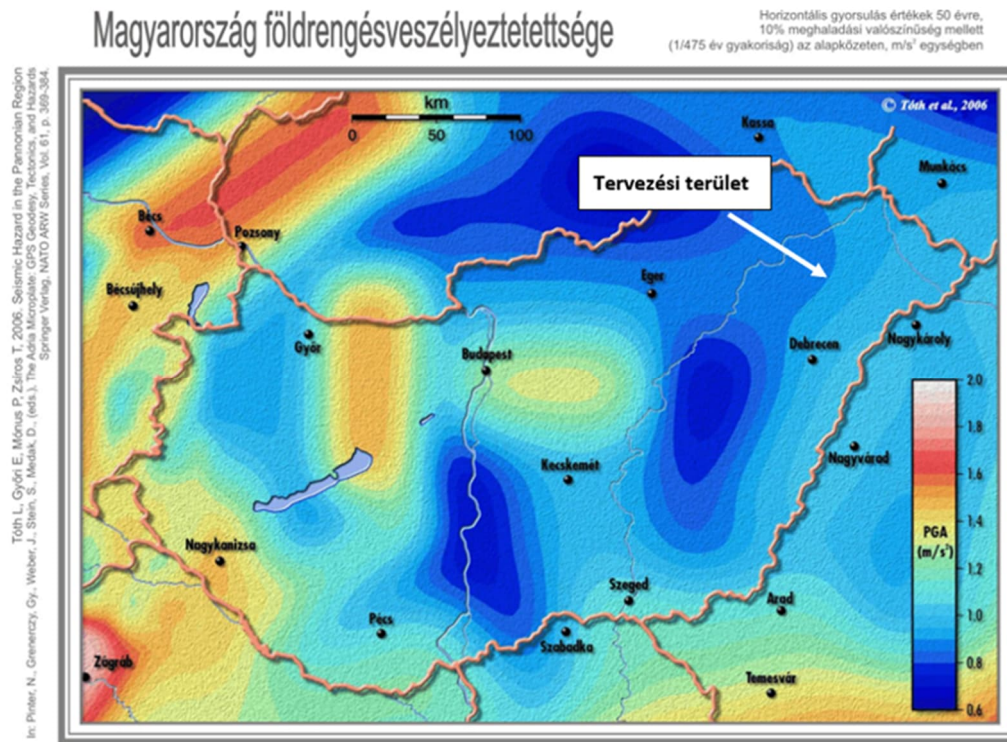 Magyarország földrengésveszélyeztetettsége
Horizontális gyorsulás értékek 50 évre,
10% meghaladási valószínűség mellett
(1/475 év gyakoriság) az alapkőzeten, m/s² egységben
Tóth L, Győri E, Mónus P, Zsíros T, 2006. Seismic Hazard in the Pannonian Region
In: Pinter, N., Grenerczy, Gy., Weber, J., Stein, S., Medak, D., (eds.), The Adria Microplate: GPS Geodesy, Tectonics, and Hazards
Springer Verlag, NATO ARW Series, Vol. 61, p. 369-384.
© Tóth et al., 2006
km
0 50 100
Kassa
Munkács
Tervezési terület
Bécs
Pozsony
Eger
Bécsújhely
Győr
Budapest
Debrecen
Nagykároly
Kecskemét
Nagyvárad
Nagykanizsa
Szeged
Arad
Pécs
Szabadka
Zágráb
Temesvár
2.0
1.8
1.6
1.4
PGA
(m/s²)
1.2
1.0
0.8
0.6